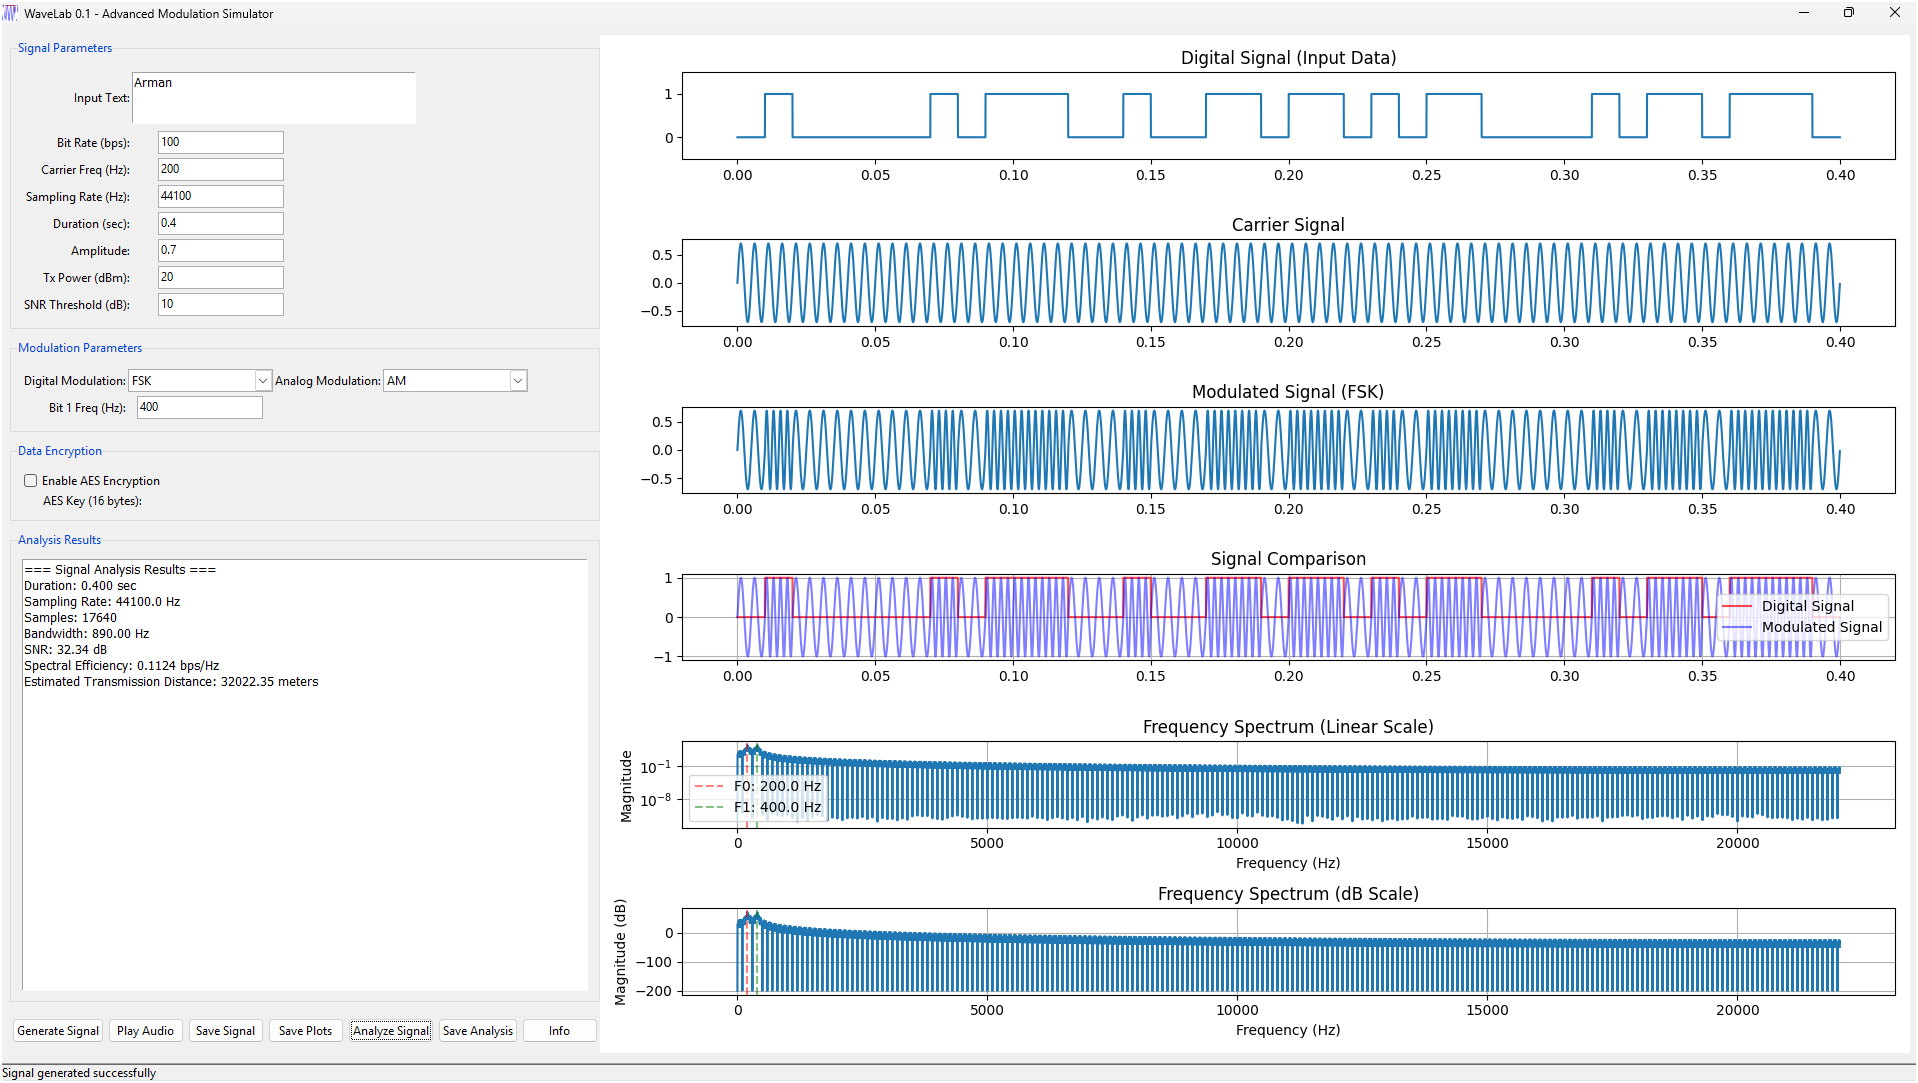 WaveLab 0.1 - Advanced Modulation Simulator
Signal Parameters
Input Text: Arman
Bit Rate (bps): 100
Carrier Freq (Hz): 200
Sampling Rate (Hz): 44100
Duration (sec): 0.4
Amplitude: 0.7
Tx Power (dBm): 20
SNR Threshold (dB): 10
Modulation Parameters
Digital Modulation: FSK Analog Modulation: AM
Bit 1 Freq (Hz): 400
Data Encryption
Enable AES Encryption
AES Key (16 bytes):
Analysis Results
=== Signal Analysis Results ===
Duration: 0.400 sec
Sampling Rate: 44100.0 Hz
Samples: 17640
Bandwidth: 890.00 Hz
SNR: 32.34 dB
Spectral Efficiency: 0.1124 bps/Hz
Estimated Transmission Distance: 32022.35 meters
Generate Signal Play Audio Save Signal Save Plots Analyze Signal Save Analysis Info
Signal generated successfully
Digital Signal (Input Data)
1
0
0.00 0.05 0.10 0.15 0.20 0.25 0.30 0.35 0.40
Carrier Signal
0.5
0.0
−0.5
0.00 0.05 0.10 0.15 0.20 0.25 0.30 0.35 0.40
Modulated Signal (FSK)
0.5
0.0
−0.5
0.00 0.05 0.10 0.15 0.20 0.25 0.30 0.35 0.40
Signal Comparison
1
0
−1
Digital Signal
Modulated Signal
0.00 0.05 0.10 0.15 0.20 0.25 0.30 0.35 0.40
Frequency Spectrum (Linear Scale)
Magnitude
10⁻¹
10⁻⁸
F0: 200.0 Hz
F1: 400.0 Hz
0 5000 10000 15000 20000
Frequency (Hz)
Frequency Spectrum (dB Scale)
Magnitude (dB)
0
−100
−200
0 5000 10000 15000 20000
Frequency (Hz)